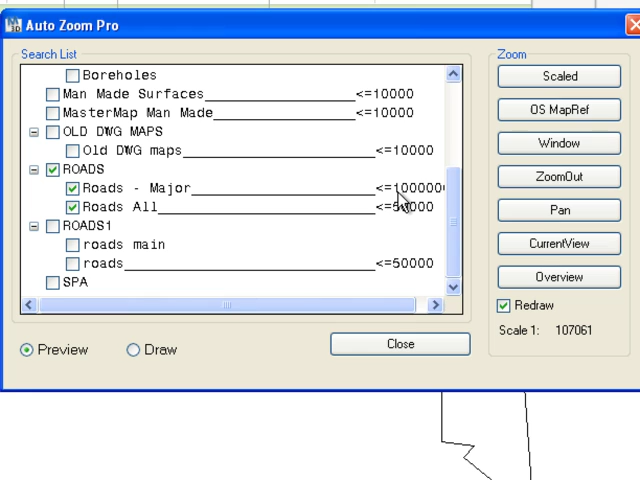 Auto Zoom Pro
Search List
Boreholes
Man Made Surfaces <=10000
MasterMap Man Made <=10000
OLD DWG MAPS
Old DWG maps <=10000
ROADS
Roads - Major
Roads All
ROADS1
roads main
roads <=50000
SPA
Preview
Draw
Close
Zoom
Scaled
OS MapRef
Window
ZoomOut
Pan
CurrentView
Overview
Redraw
Scale 1: 107061